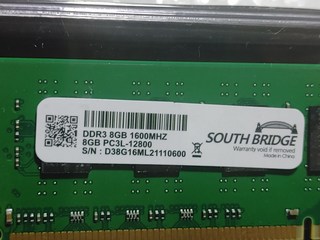 DDR3 8GB 1600MHZ
8GB PC3L-12800
S/N : D38G16ML21110600
SOUTH BRIDGE
Warranty void if removed.
Made in China